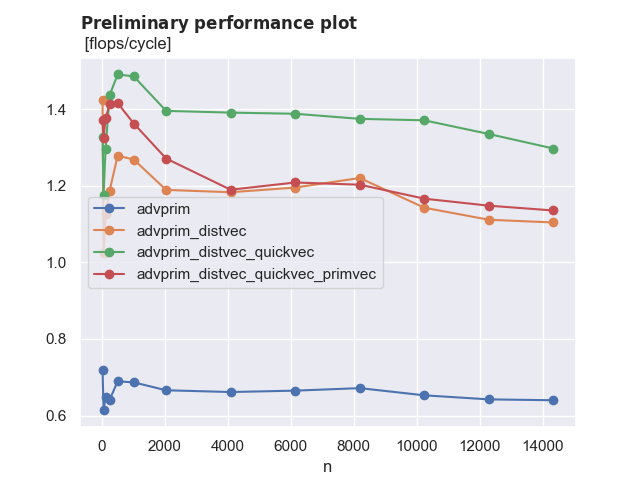 Preliminary performance plot
[flops/cycle]
1.4
1.2
1.0
0.8
0.6
advprim
advprim_distvec
advprim_distvec_quickvec
advprim_distvec_quickvec_primvec
0 2000 4000 6000 8000 10000 12000 14000
n